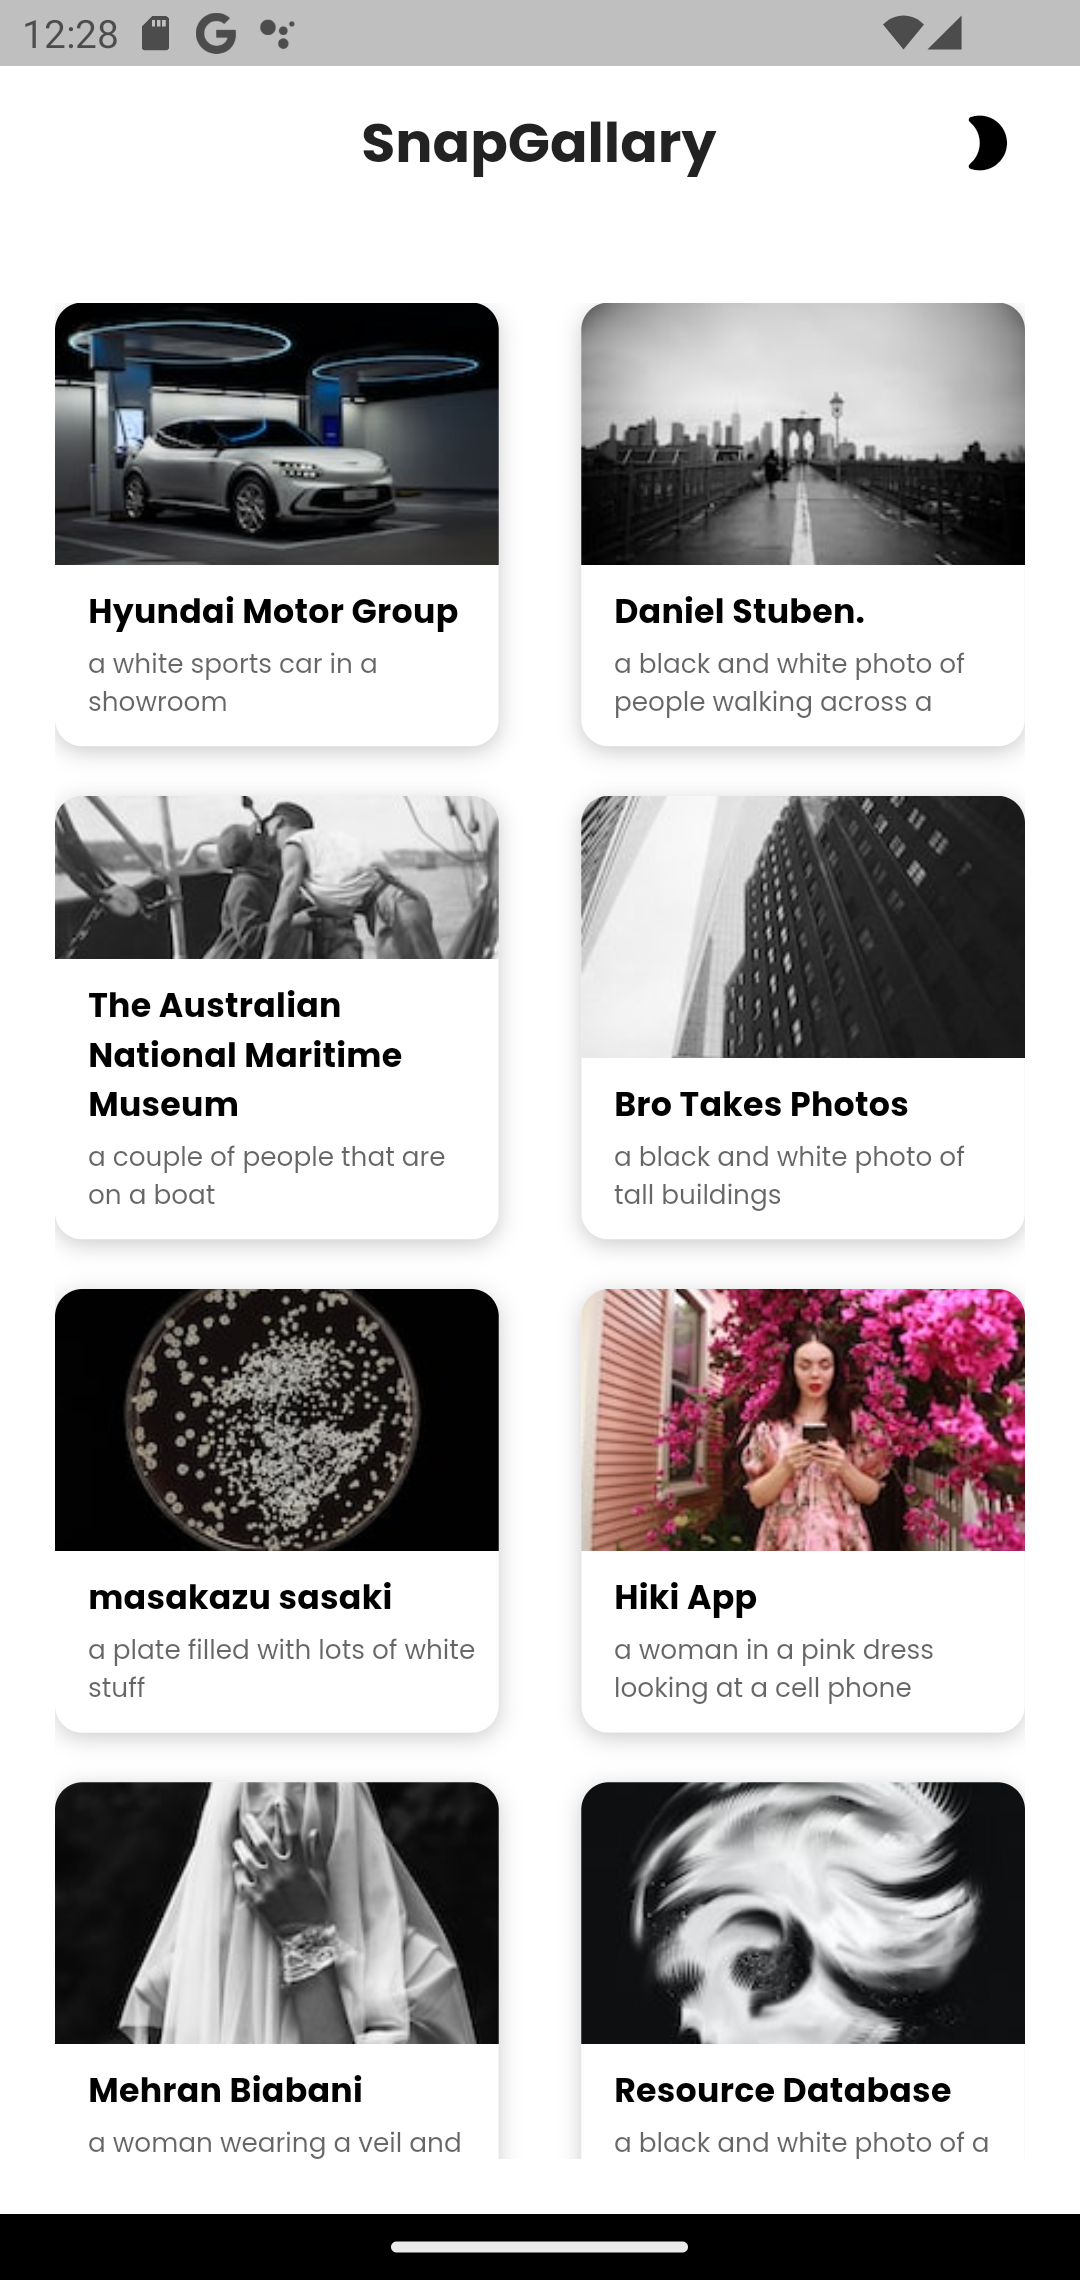 12:28
SnapGallary
Hyundai Motor Group
a white sports car in a
showroom
Daniel Stuben.
a black and white photo of
people walking across a
The Australian
National Maritime
Museum
a couple of people that are
on a boat
Bro Takes Photos
a black and white photo of
tall buildings
masakazu sasaki
a plate filled with lots of white
stuff
Hiki App
a woman in a pink dress
looking at a cell phone
Mehran Biabani
a woman wearing a veil and
Resource Database
a black and white photo of a